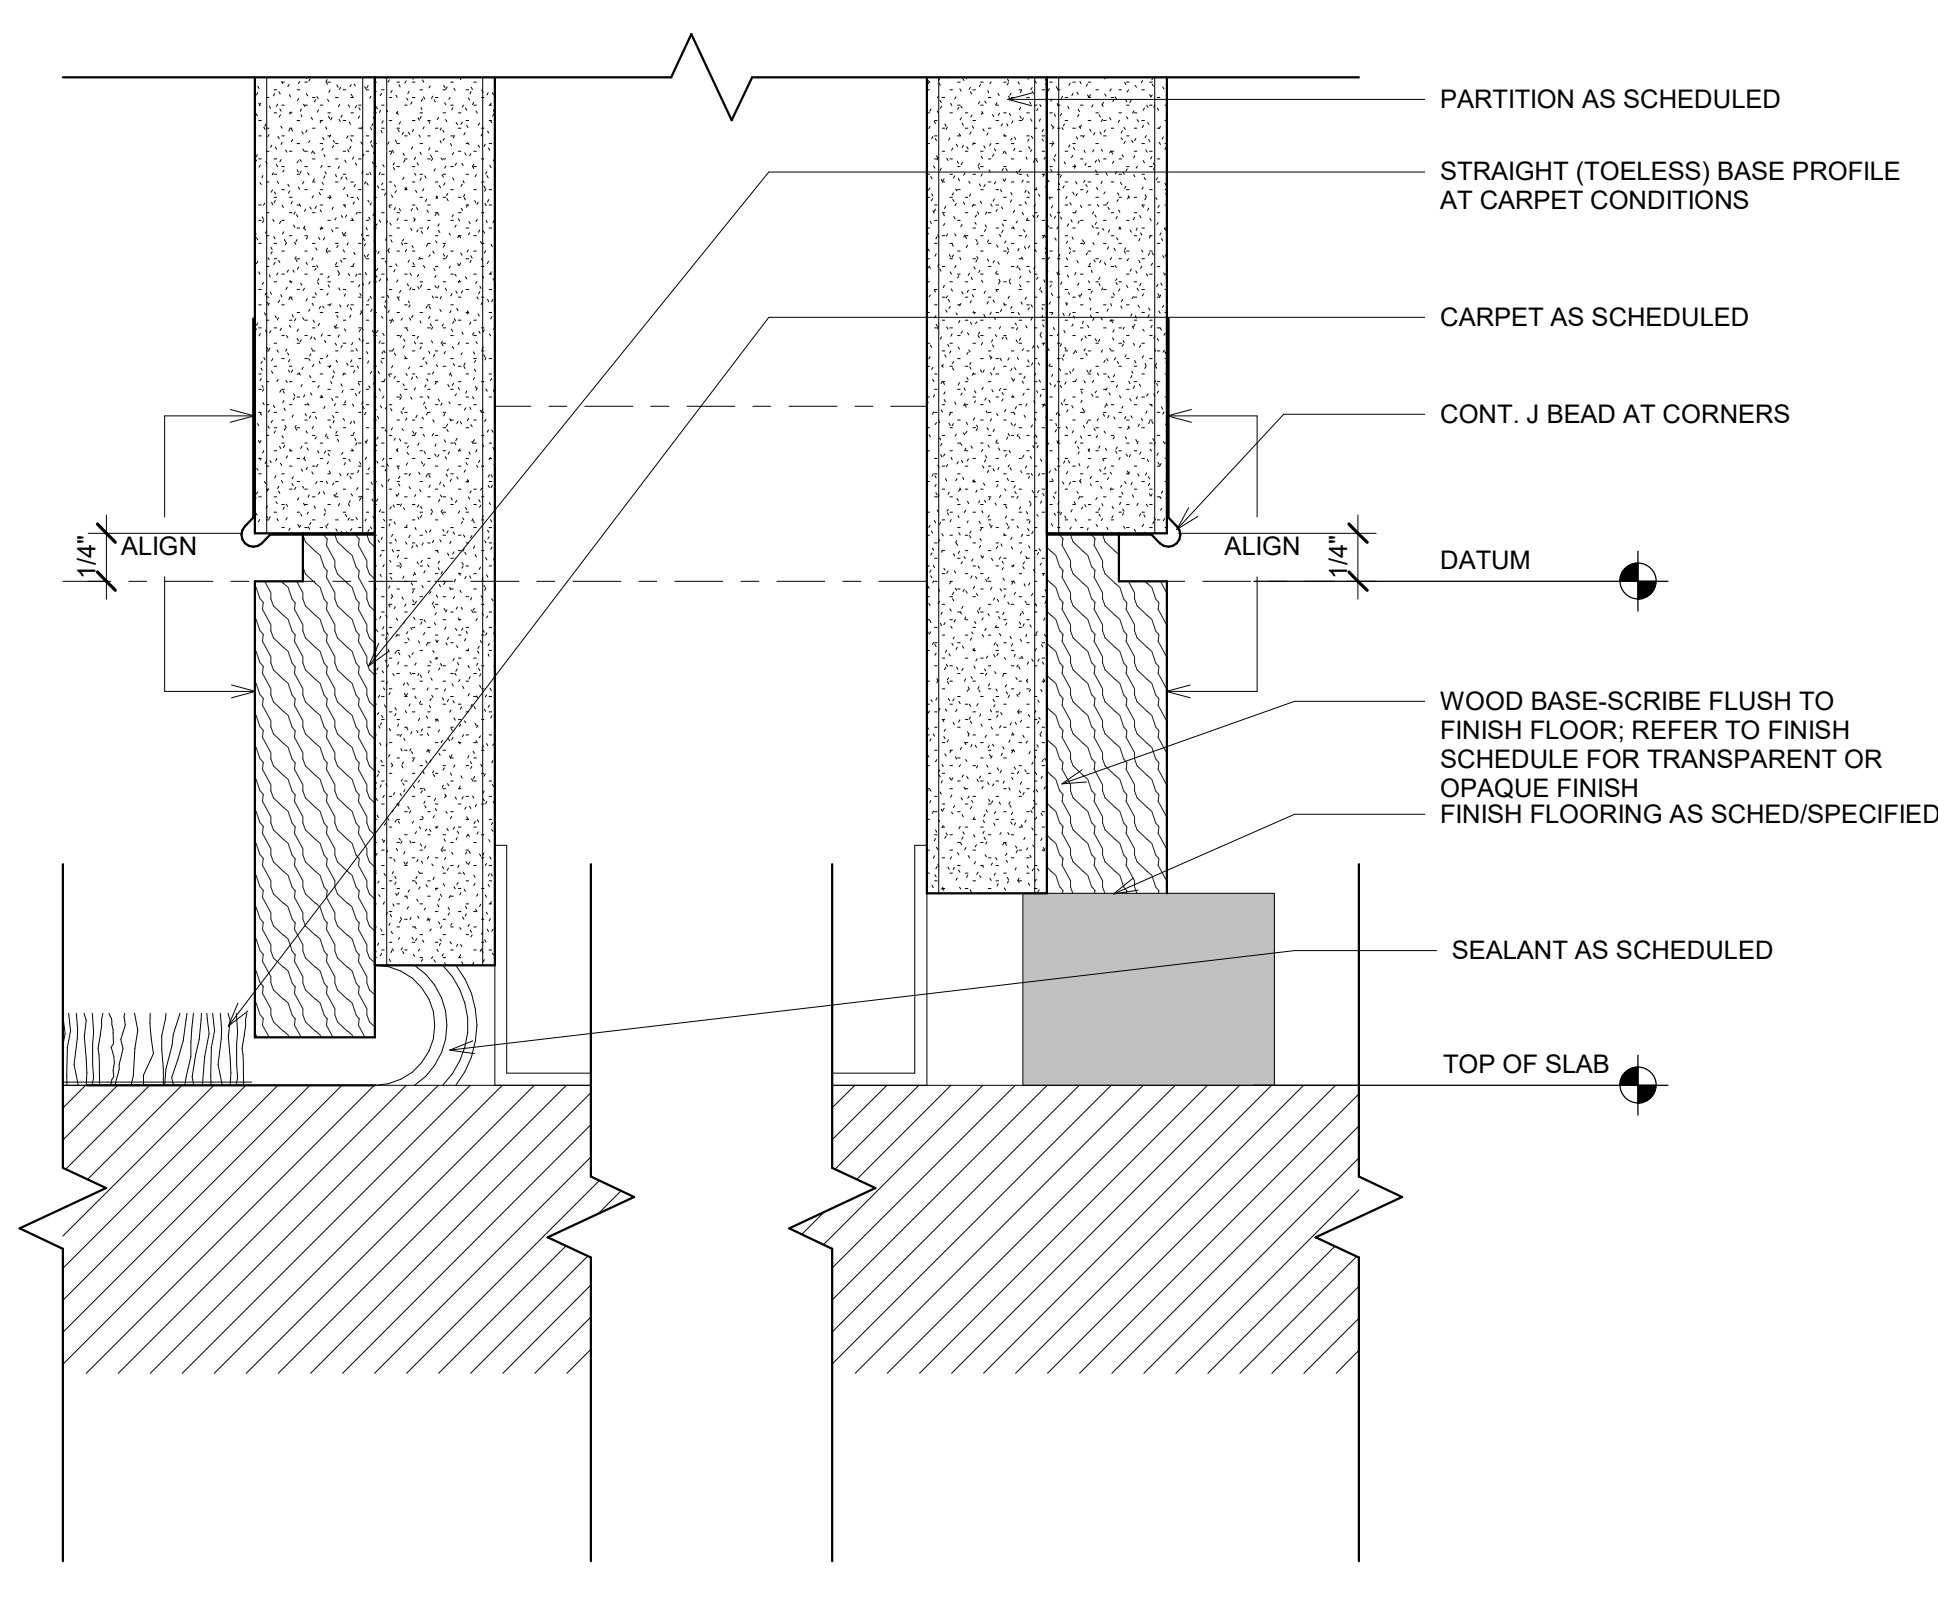 PARTITION AS SCHEDULED
STRAIGHT (TOELESS) BASE PROFILE
AT CARPET CONDITIONS
CARPET AS SCHEDULED
CONT. J BEAD AT CORNERS
1/4"
ALIGN
ALIGN
1/4"
DATUM
WOOD BASE-SCRIBE FLUSH TO
FINISH FLOOR; REFER TO FINISH
SCHEDULE FOR TRANSPARENT OR
OPAQUE FINISH
FINISH FLOORING AS SCHED/SPECIFIED
SEALANT AS SCHEDULED
TOP OF SLAB